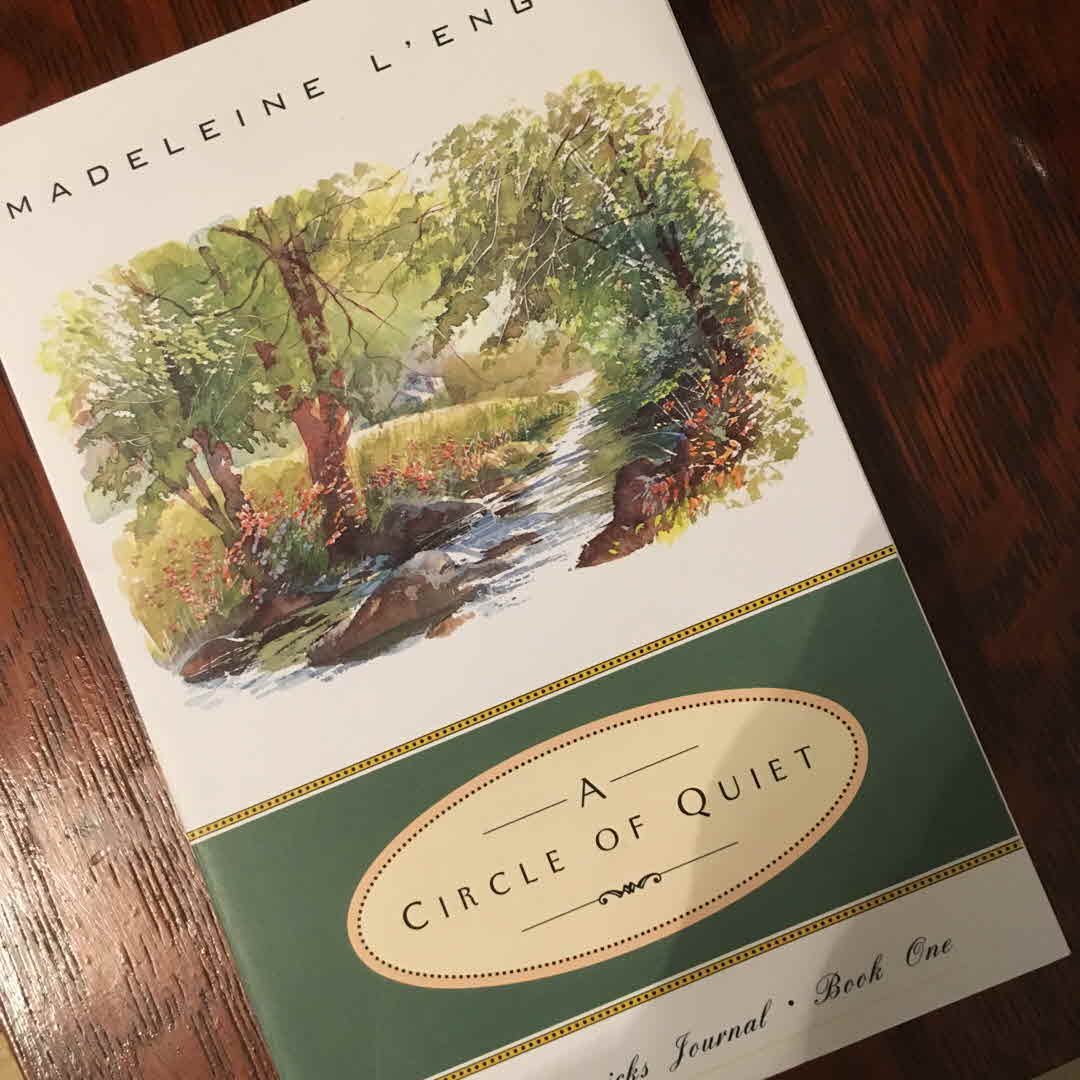 MADELEINE L'ENG
A
CIRCLE OF QUIET
icks Journal · Book One